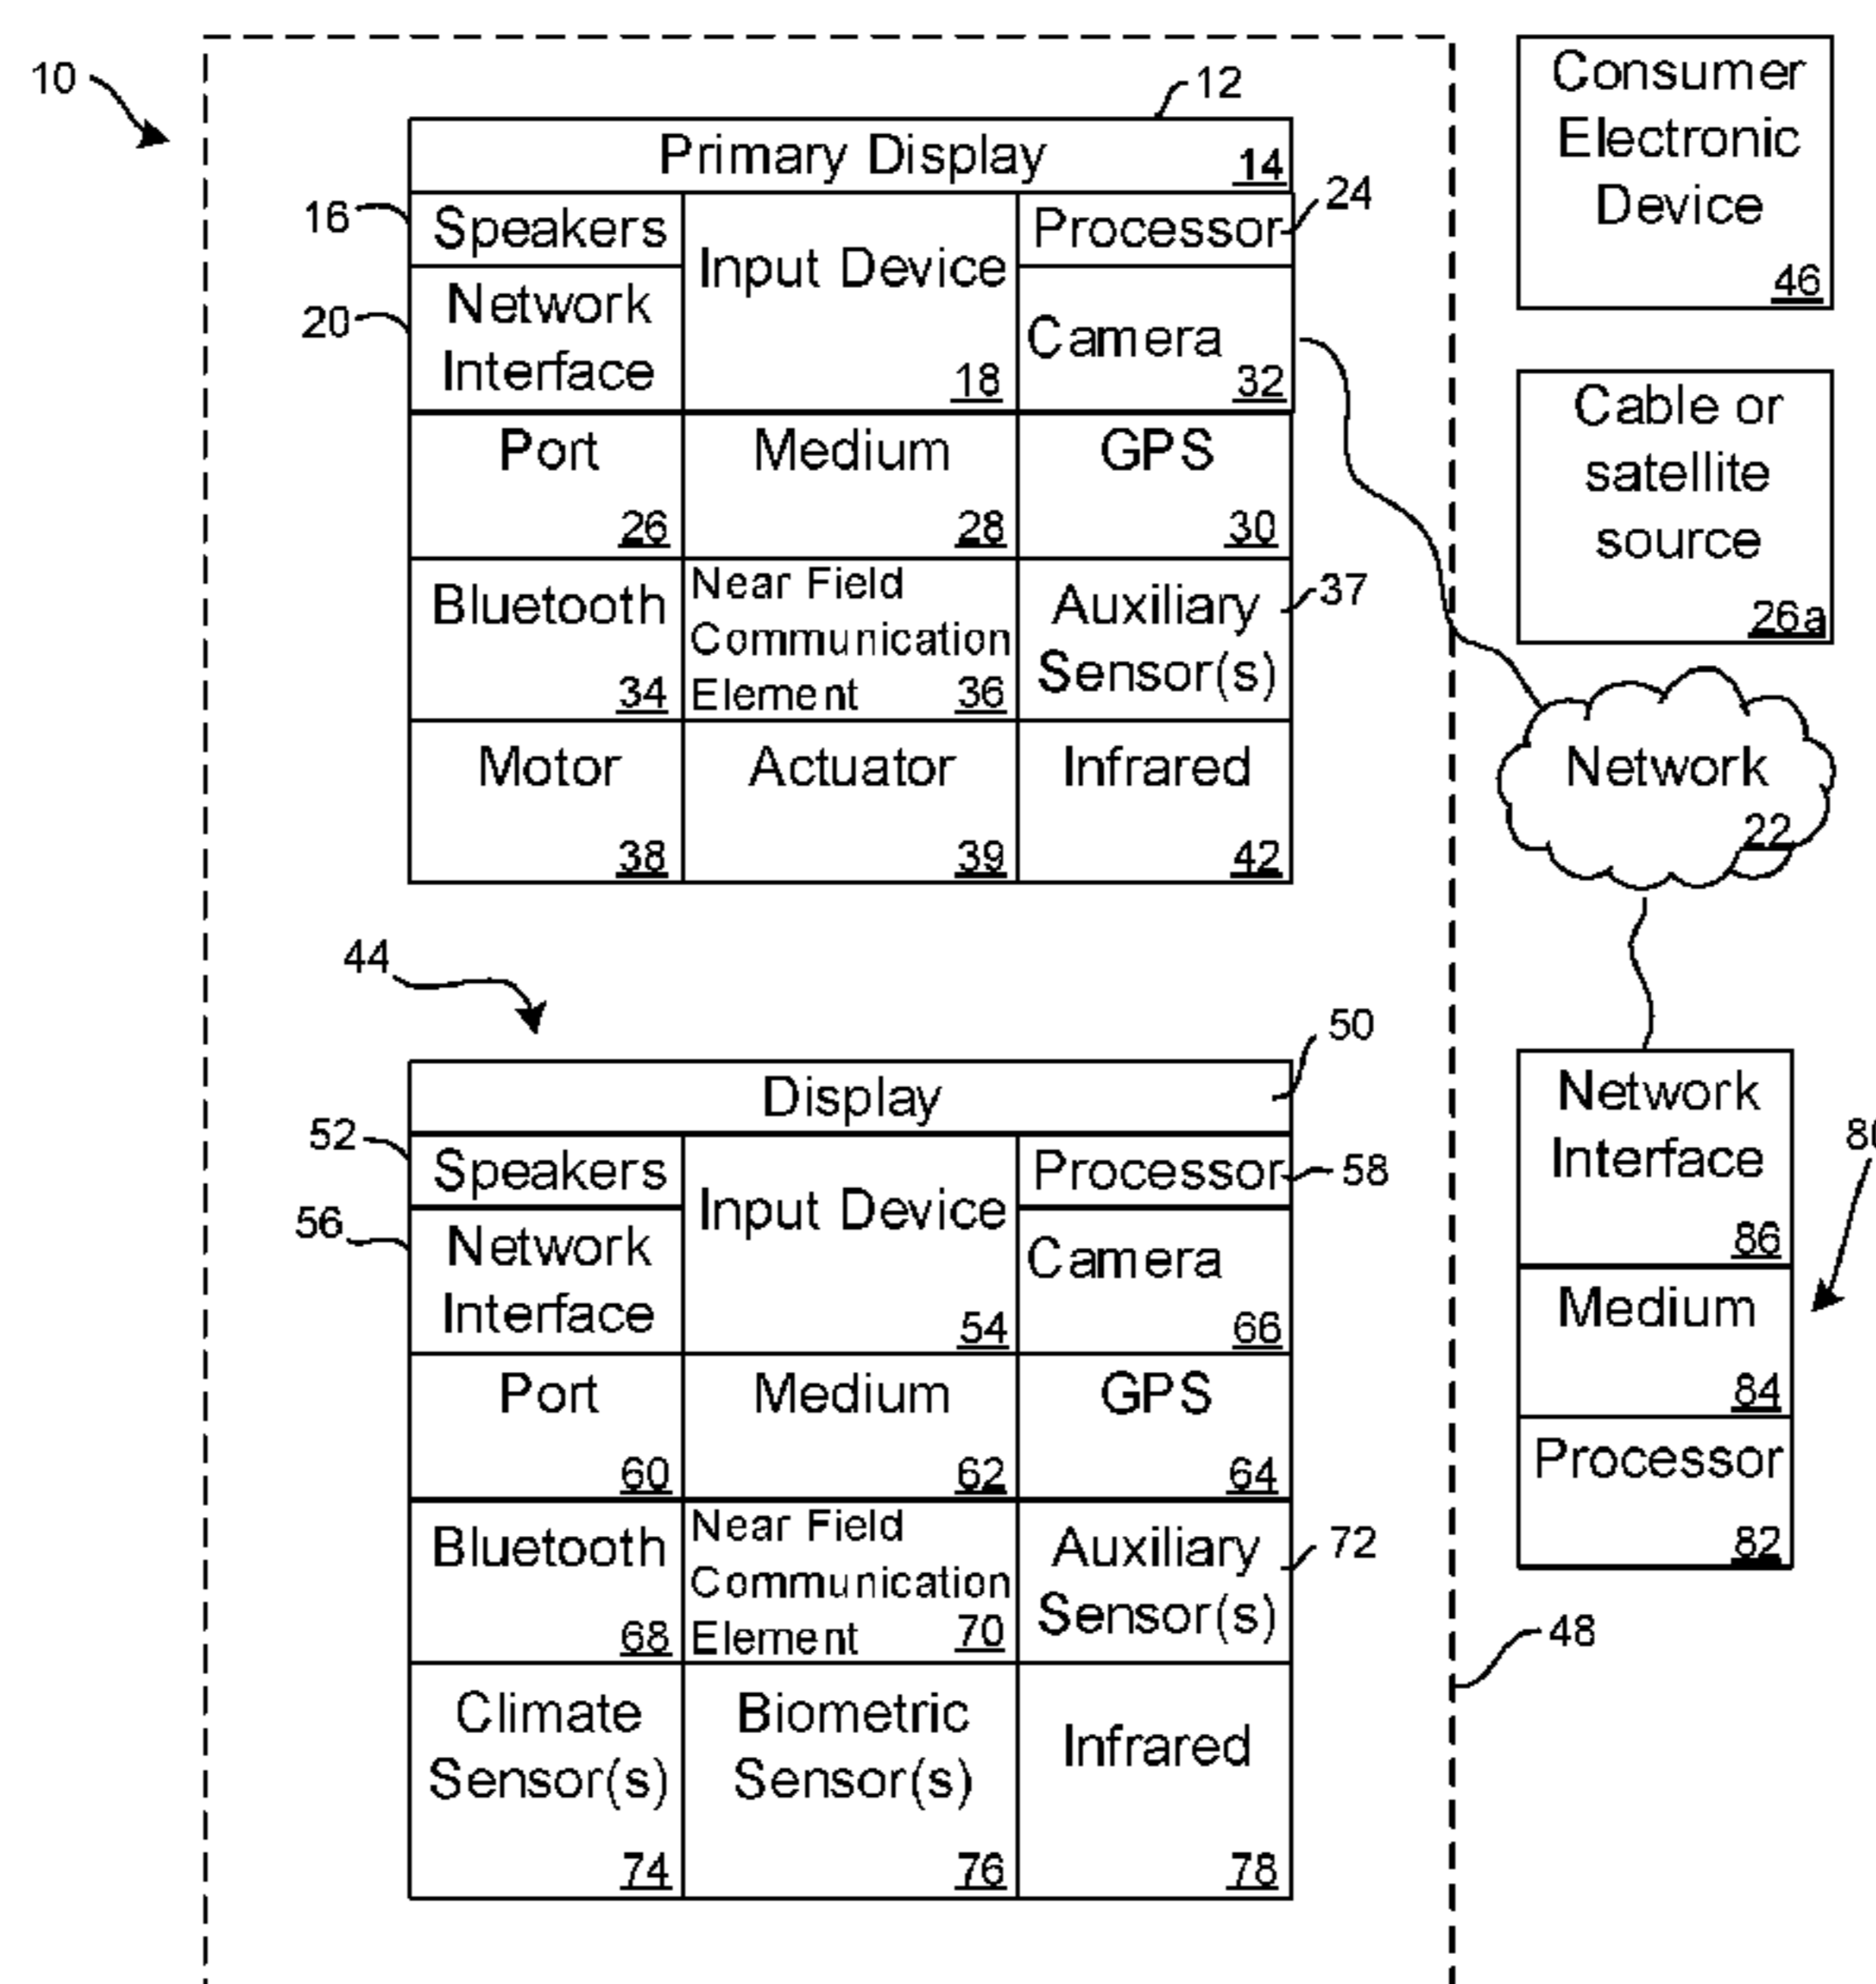 10
12
Primary Display
14
16
Speakers
Input Device
18
Processor
24
20
Network
Interface
Camera
32
Port
26
Medium
28
GPS
30
Bluetooth
34
Near Field
Communication
Element
36
Auxiliary
Sensor(s)
37
Motor
38
Actuator
39
Infrared
42
Consumer
Electronic
Device
46
Cable or
satellite
source
26a
Network
22
44
50
Display
52
Speakers
Input Device
54
Processor
58
56
Network
Interface
Camera
66
Port
60
Medium
62
GPS
64
Bluetooth
68
Near Field
Communication
Element
70
Auxiliary
Sensor(s)
72
Climate
Sensor(s)
74
Biometric
Sensor(s)
76
Infrared
78
Network
Interface
86
Medium
84
Processor
82
48